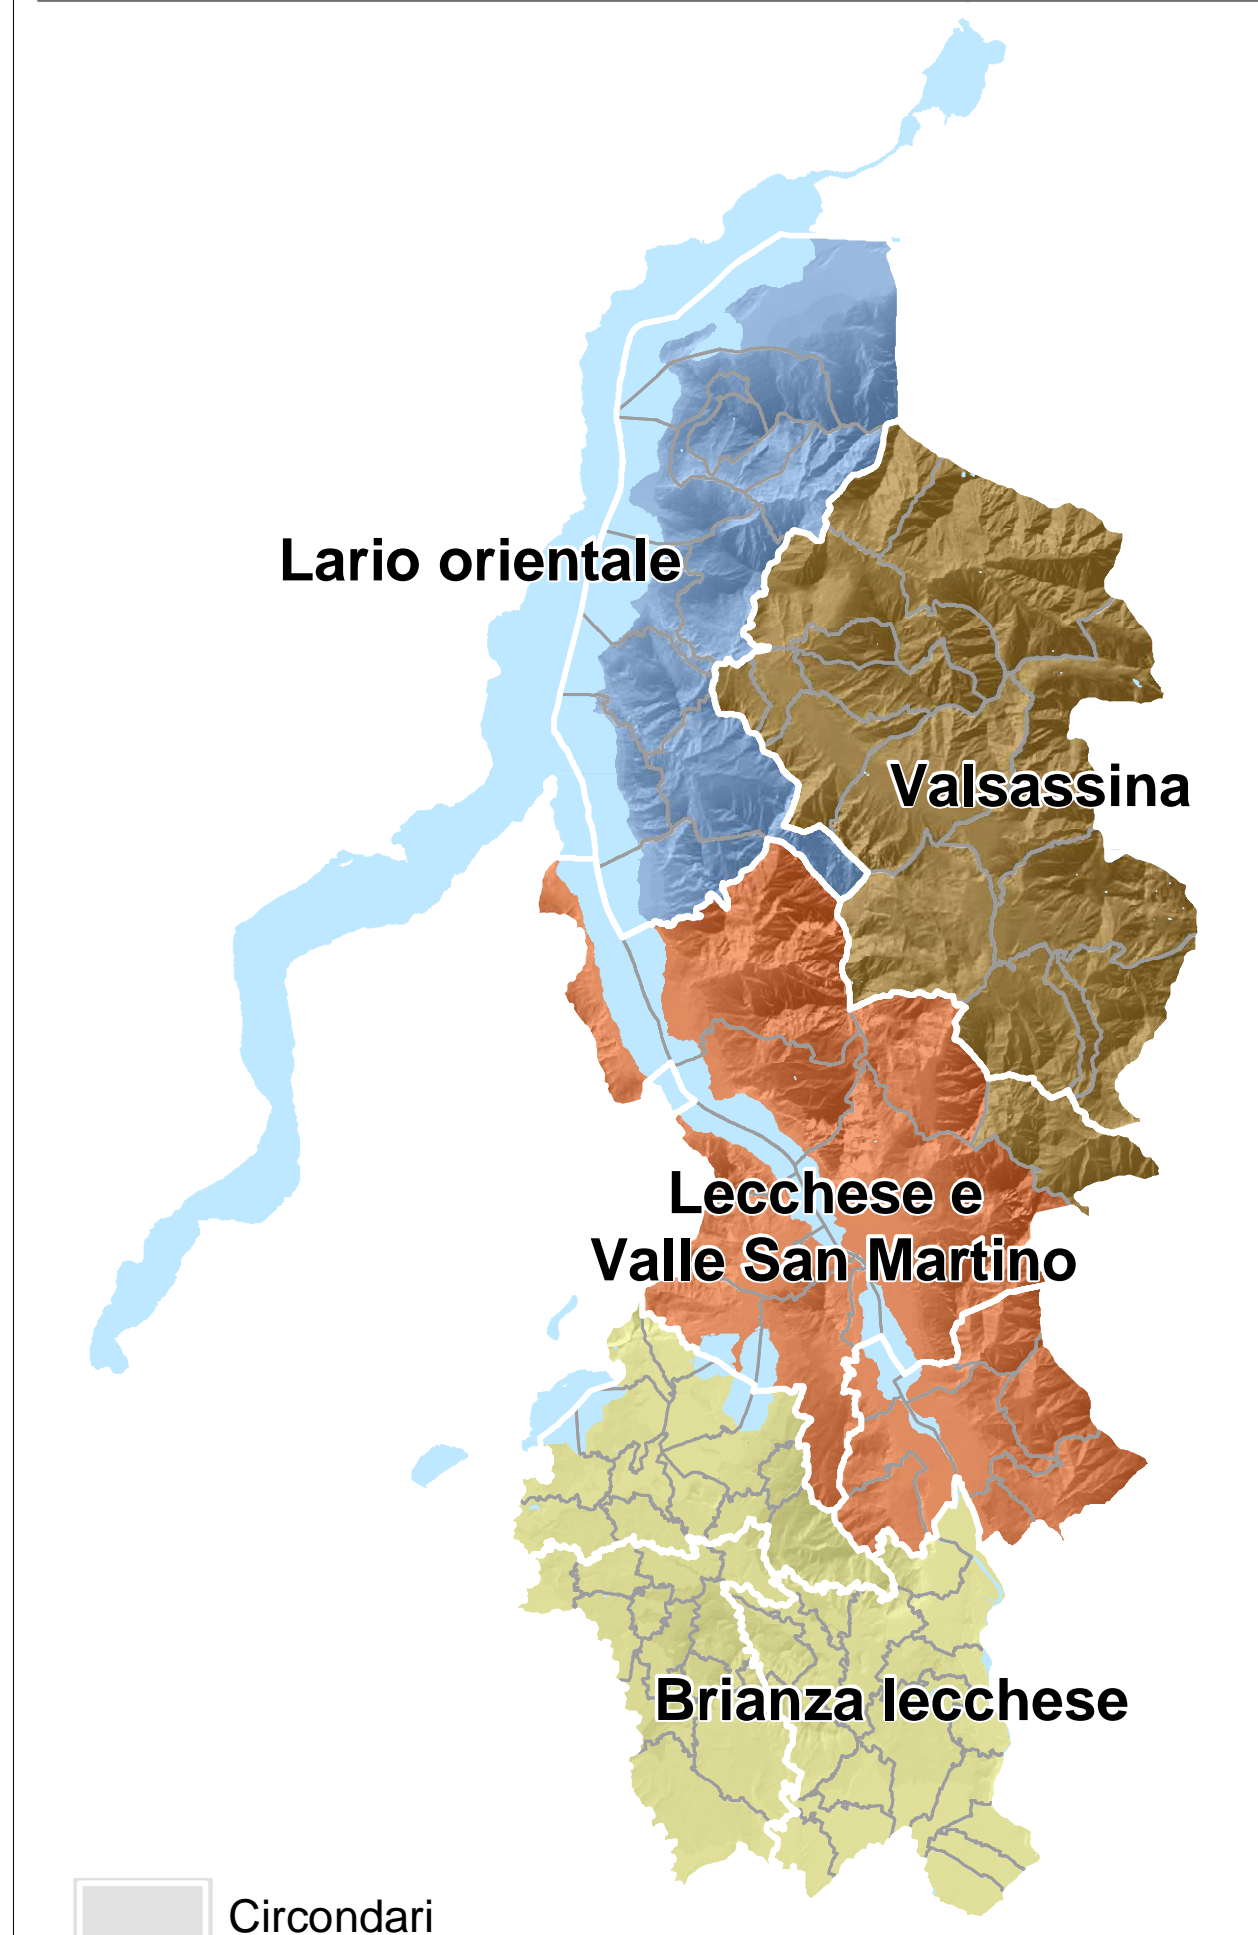 Lario orientale
Valsassina
Lecchese e
Valle San Martino
Brianza lecchese
Circondari